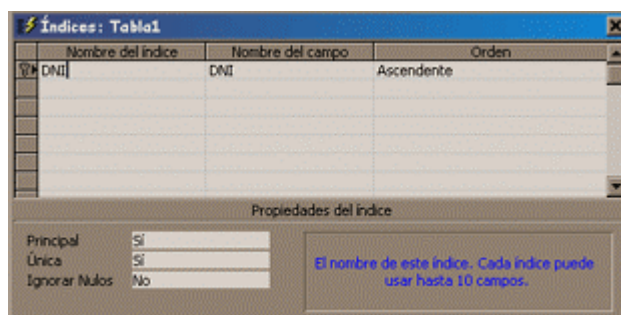 Índices: Tabla1
Nombre del índice Nombre del campo Orden
DNI DNI Ascendente
Propiedades del índice
Principal Sí
Única Sí
Ignorar Nulos No
El nombre de este índice. Cada índice puede
usar hasta 10 campos.